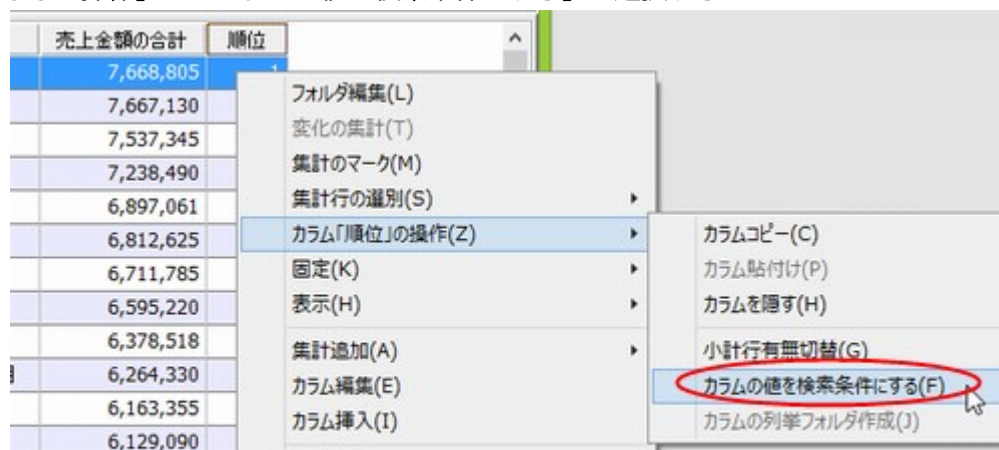 売上金額の合計 順位
7,668,805 1
7,667,130
7,537,345
7,238,490
6,897,061
6,812,625
6,711,785
6,595,220
6,378,518
6,264,330
6,163,355
6,129,090
フォルダ編集(L)
変化の集計(T)
集計のマーク(M)
集計行の選別(S)
カラム「順位」の操作(Z)
固定(K)
表示(H)
集計追加(A)
カラム編集(E)
カラム挿入(I)
カラムコピー(C)
カラム貼付け(P)
カラムを隠す(H)
小計行有無切替(G)
カラムの値を検索条件にする(F)
カラムの列挙フォルダ作成(J)